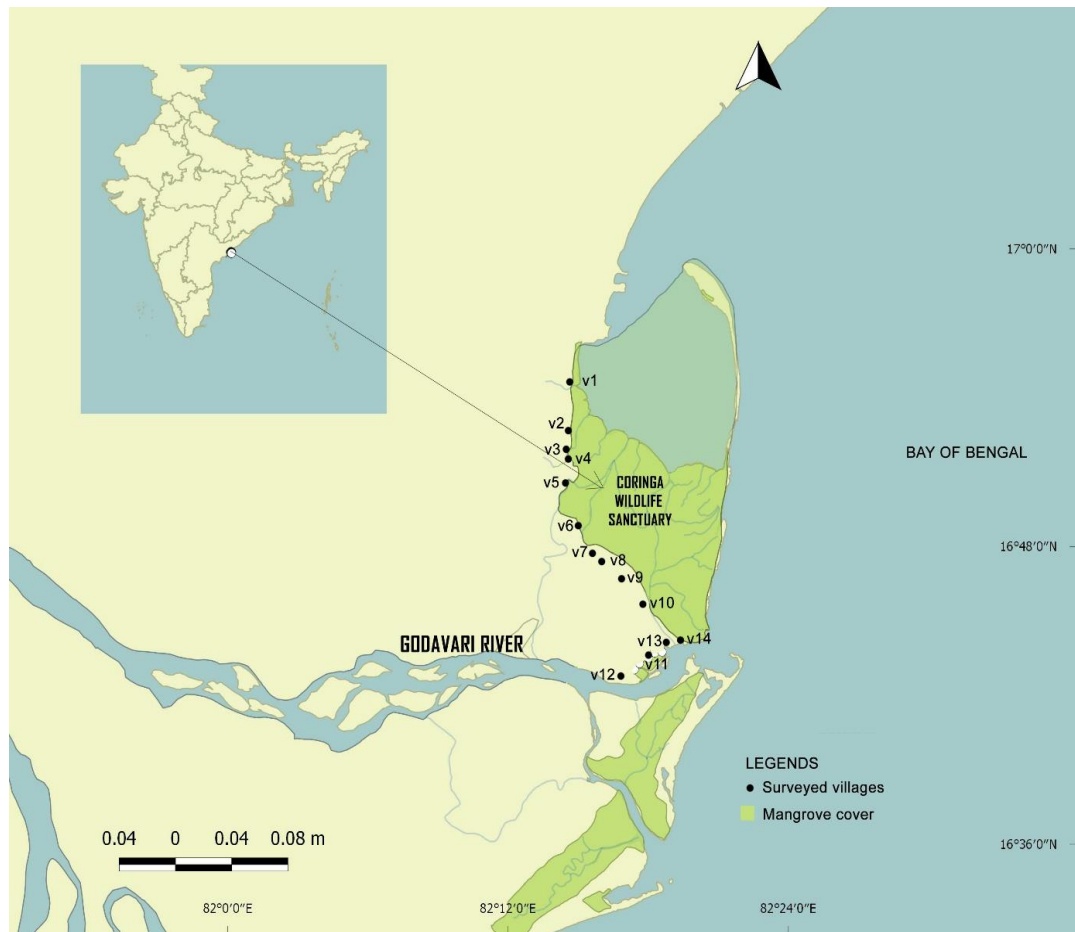 17°0'0"N
v1
v2
v3
v4
BAY OF BENGAL
v5
CORINGA
WILDLIFE
SANCTUARY
v6
16°48'0"N
v7
v8
v9
v10
GODAVARI RIVER
v13
v14
v11
v12
LEGENDS
Surveyed villages
Mangrove cover
0.04 0 0.04 0.08 m
16°36'0"N
82°0'0"E
82°12'0"E
82°24'0"E